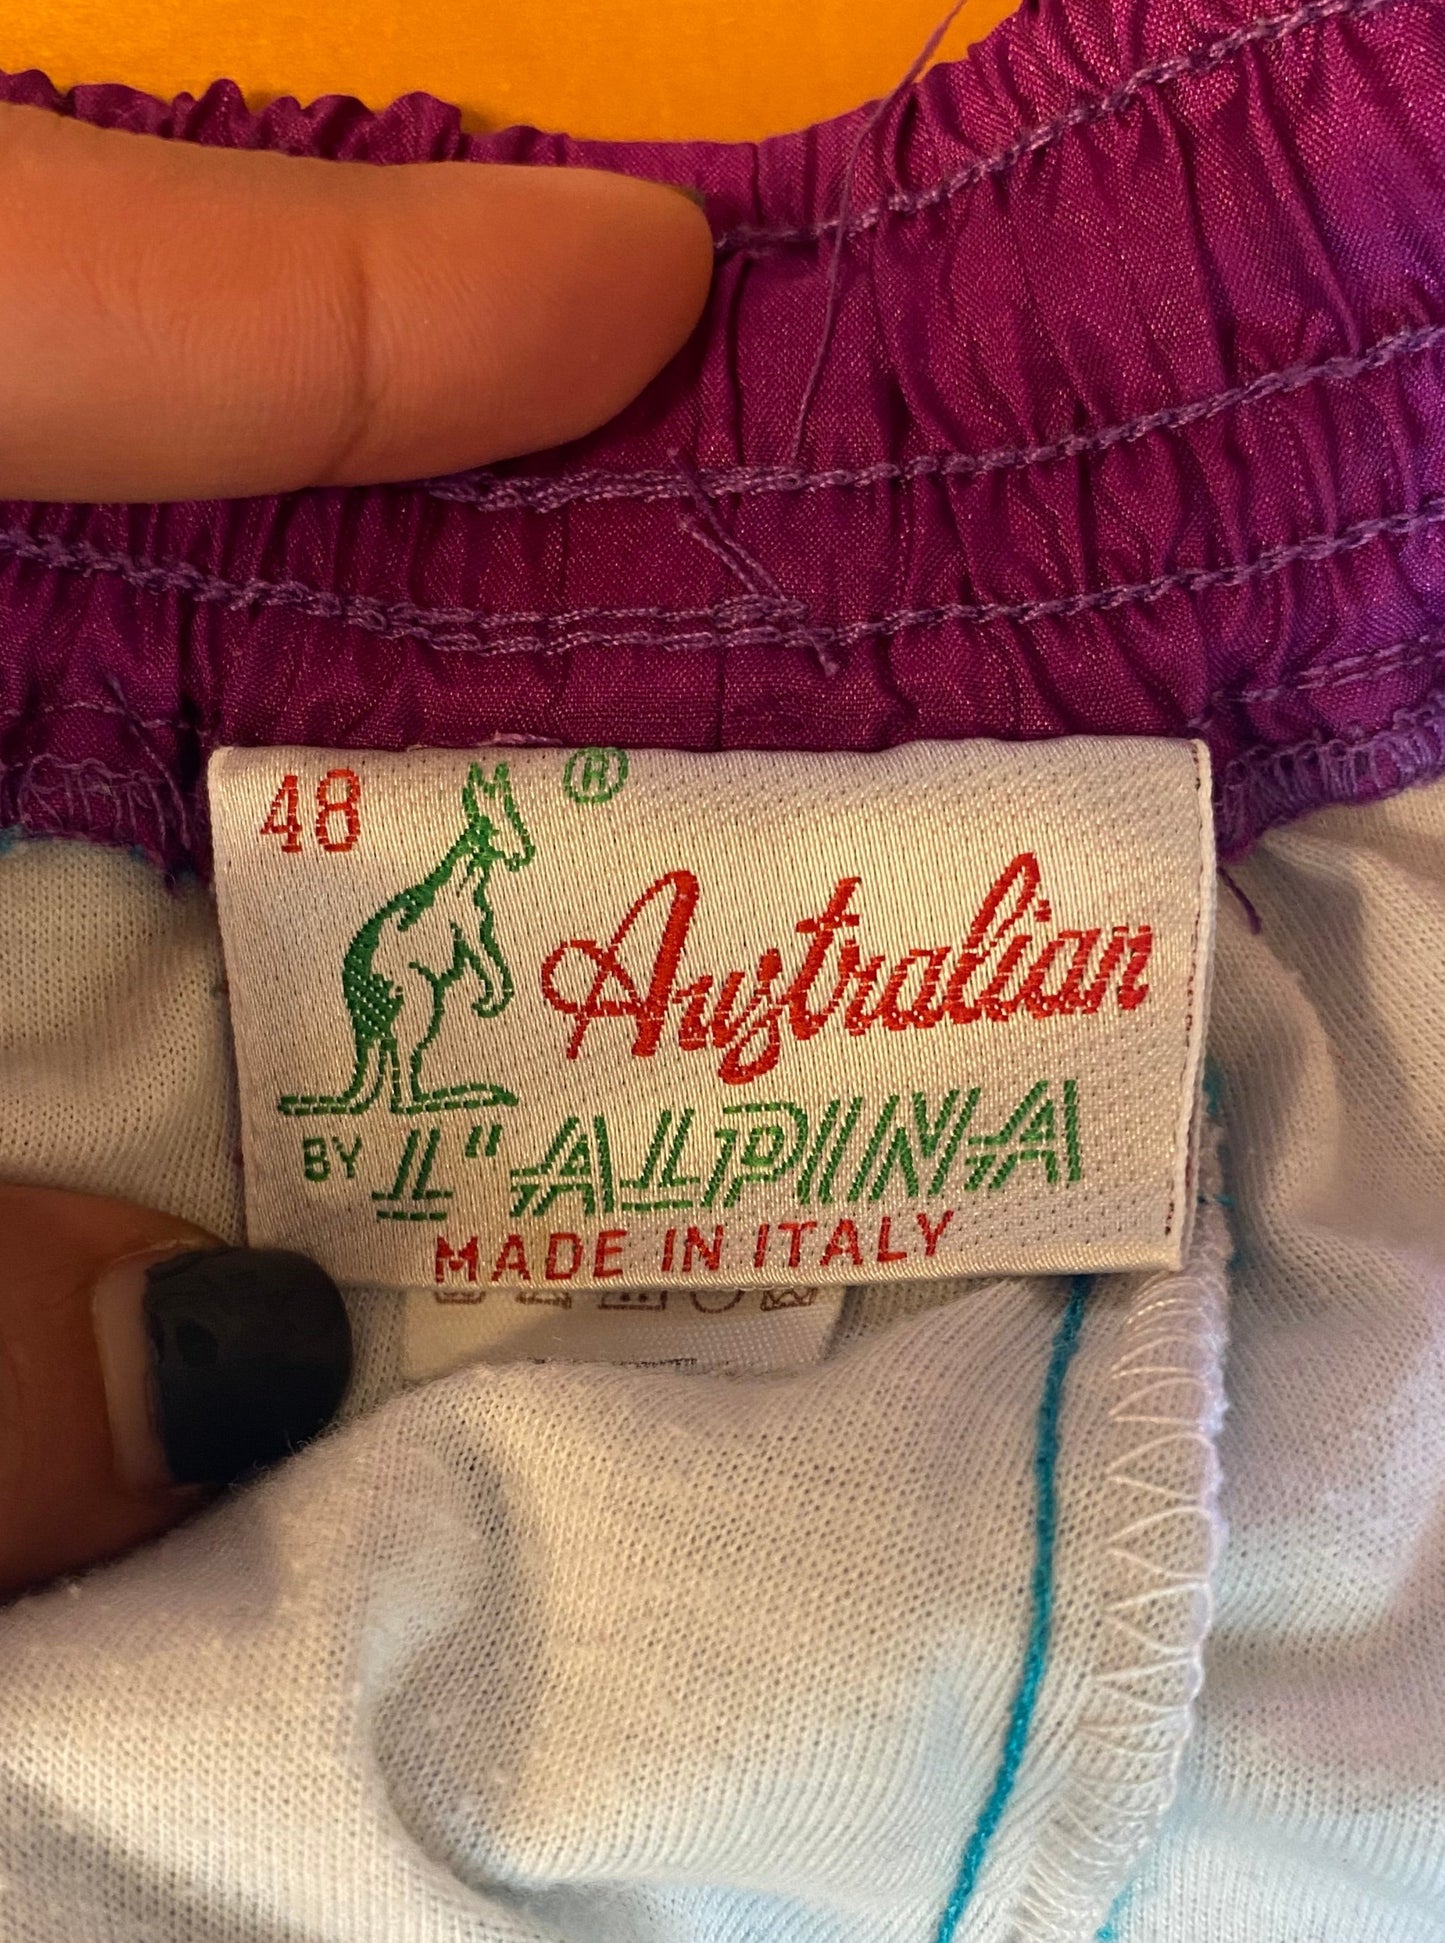 48 ®
Australian
BY L'ALPINA
MADE IN ITALY